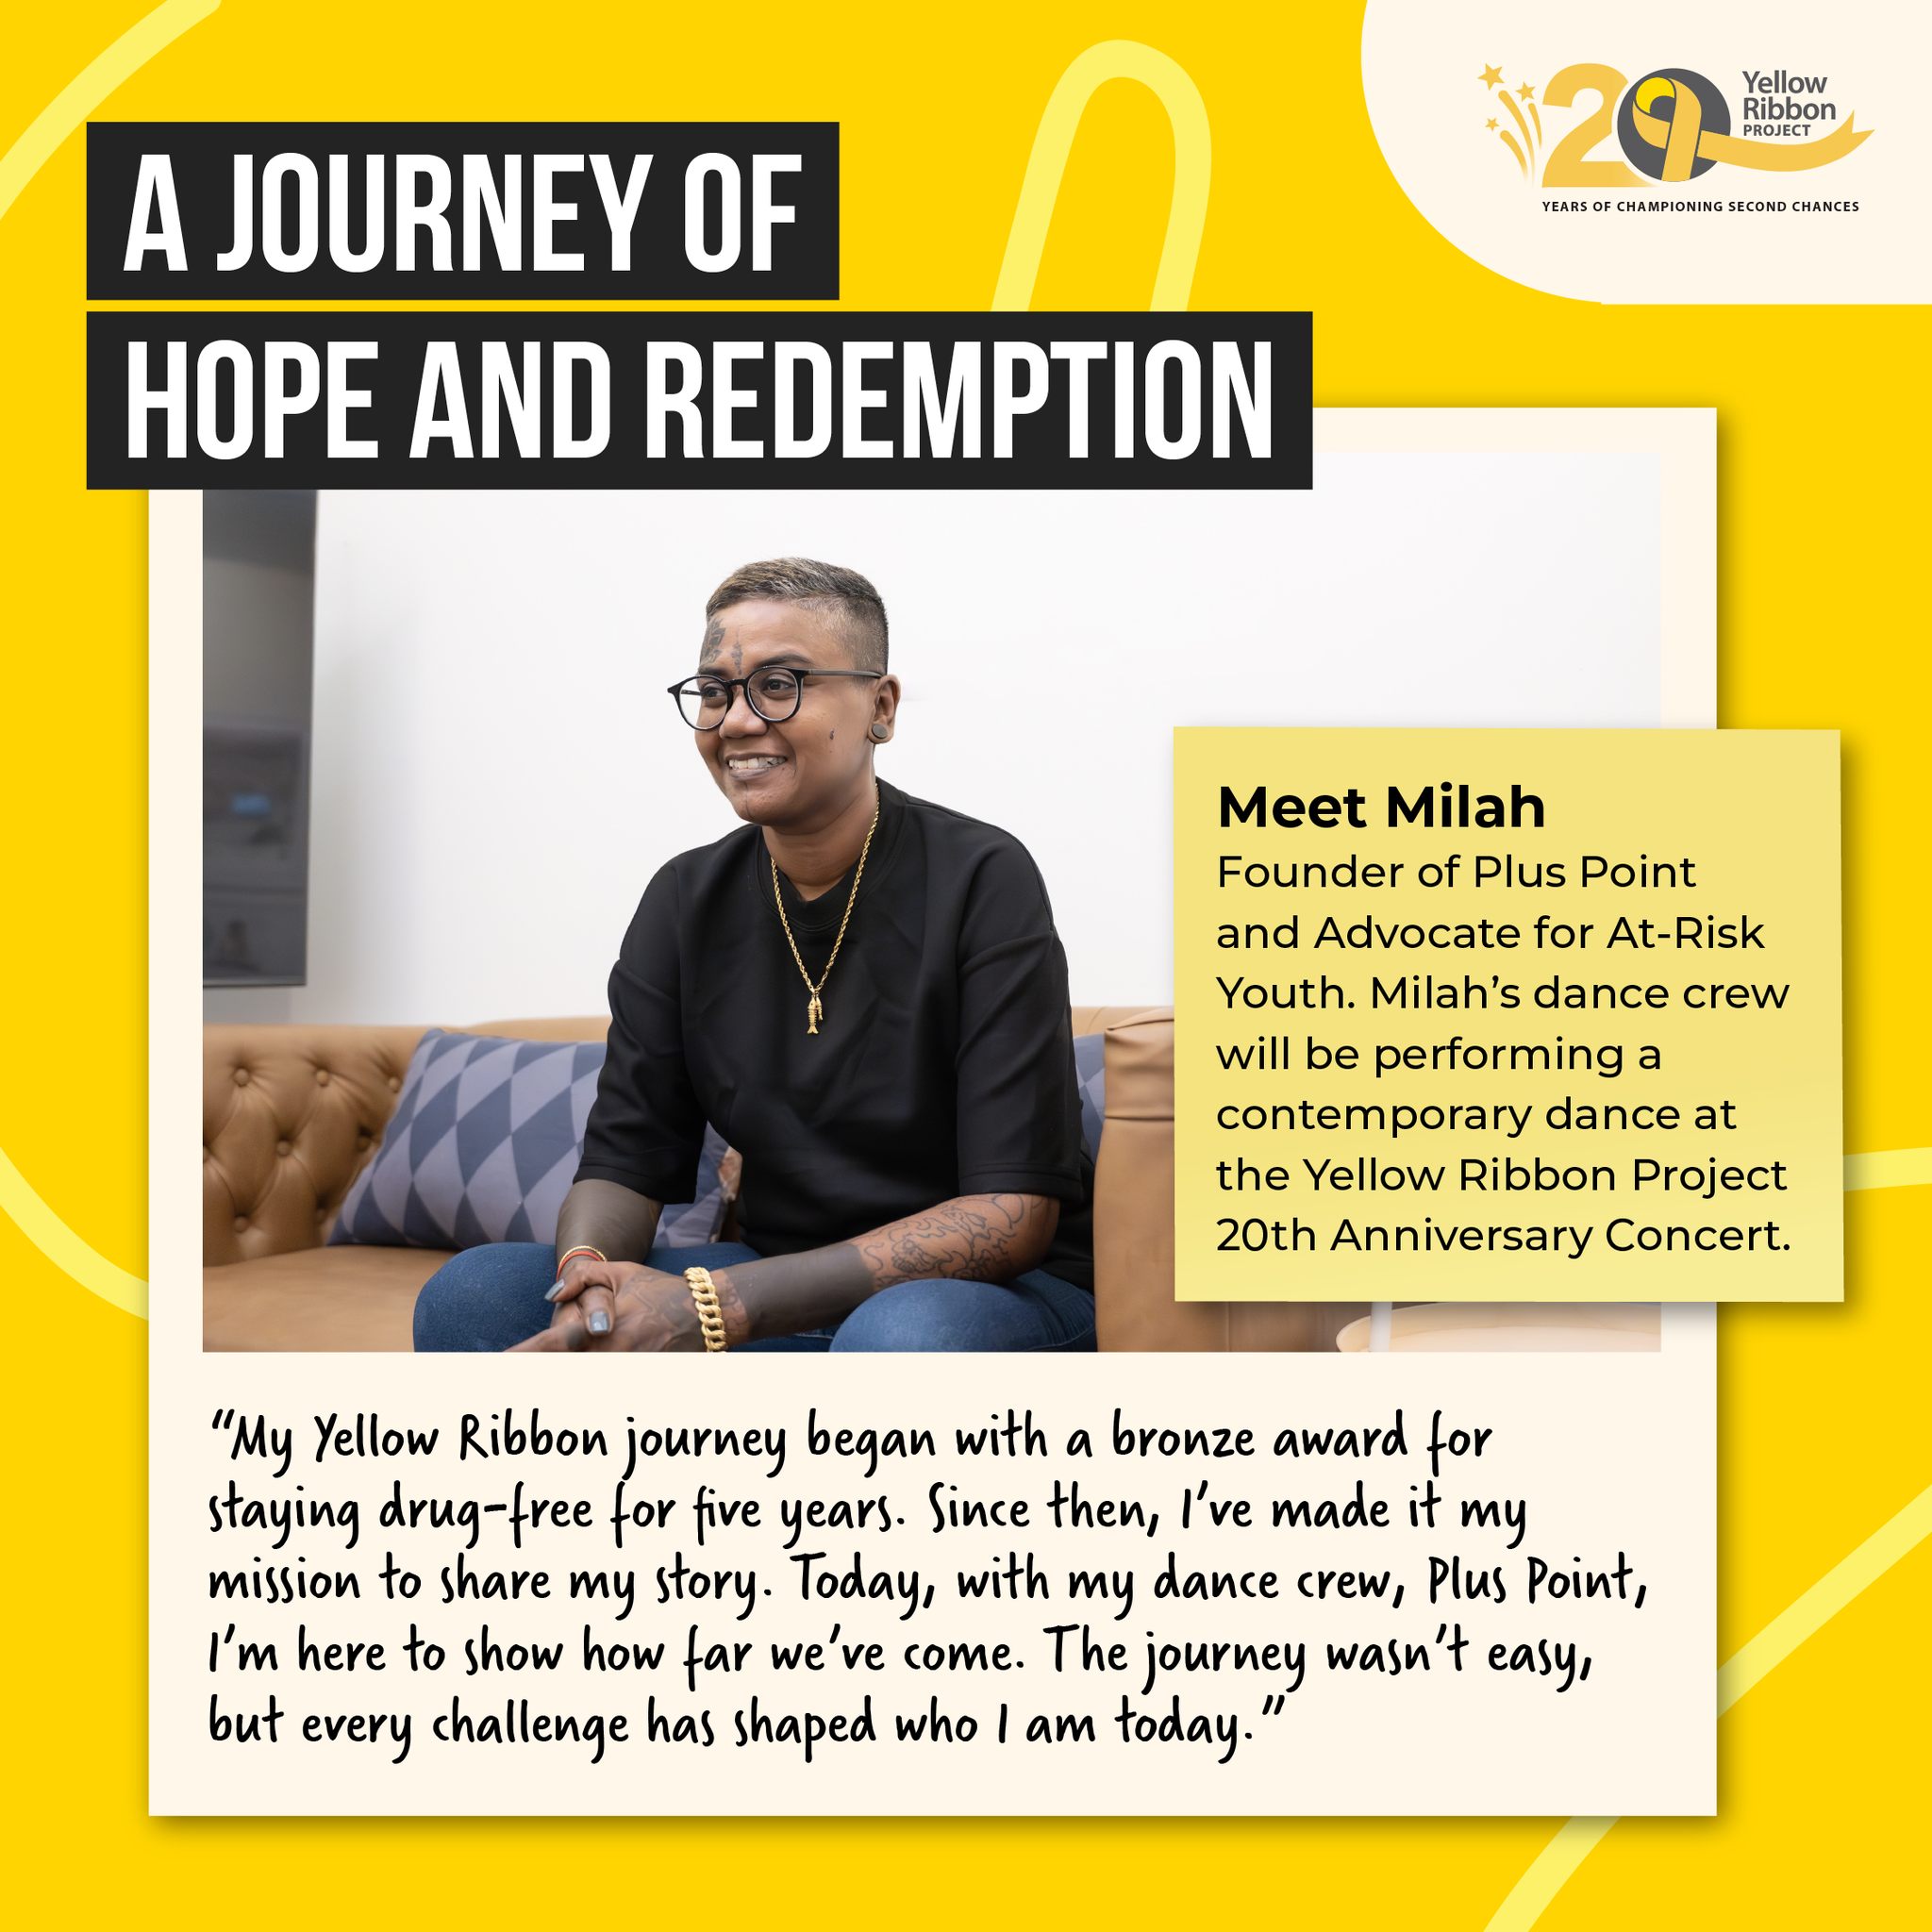 A JOURNEY OF
HOPE AND REDEMPTION
20
Yellow
Ribbon
PROJECT
YEARS OF CHAMPIONING SECOND CHANCES
Meet Milah
Founder of Plus Point
and Advocate for At-Risk
Youth. Milah’s dance crew
will be performing a
contemporary dance at
the Yellow Ribbon Project
20th Anniversary Concert.
“My Yellow Ribbon journey began with a bronze award for
staying drug-free for five years. Since then, I’ve made it my
mission to share my story. Today, with my dance crew, Plus Point,
I’m here to show how far we’ve come. The journey wasn’t easy,
but every challenge has shaped who I am today.”